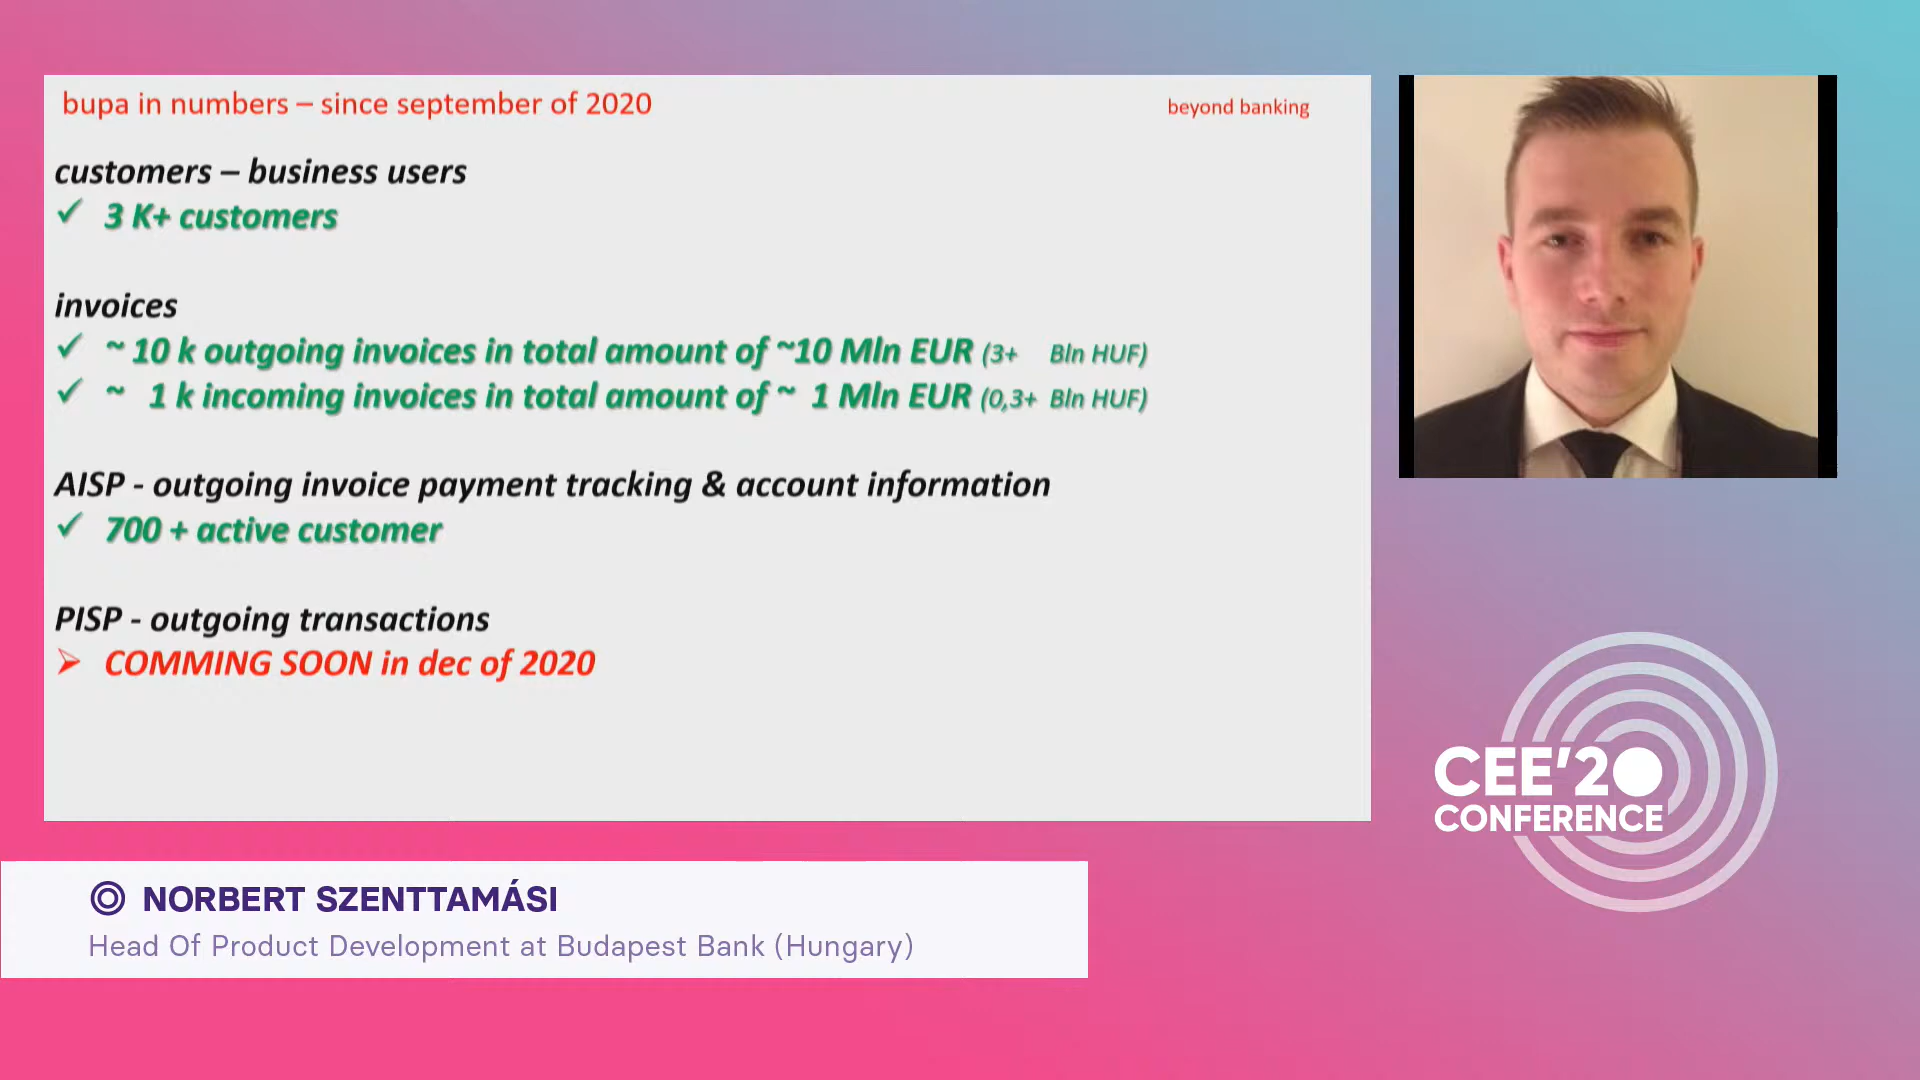 bupa in numbers – since september of 2020
beyond banking
customers – business users
✓ 3 K+ customers
invoices
✓ ~ 10 k outgoing invoices in total amount of ~10 Mln EUR (3+ Bln HUF)
✓ ~ 1 k incoming invoices in total amount of ~ 1 Mln EUR (0,3+ Bln HUF)
AISP - outgoing invoice payment tracking & account information
✓ 700 + active customer
PISP - outgoing transactions
➢ COMMING SOON in dec of 2020
CEE'20
CONFERENCE
NORBERT SZENTTAMÁSI
Head Of Product Development at Budapest Bank (Hungary)